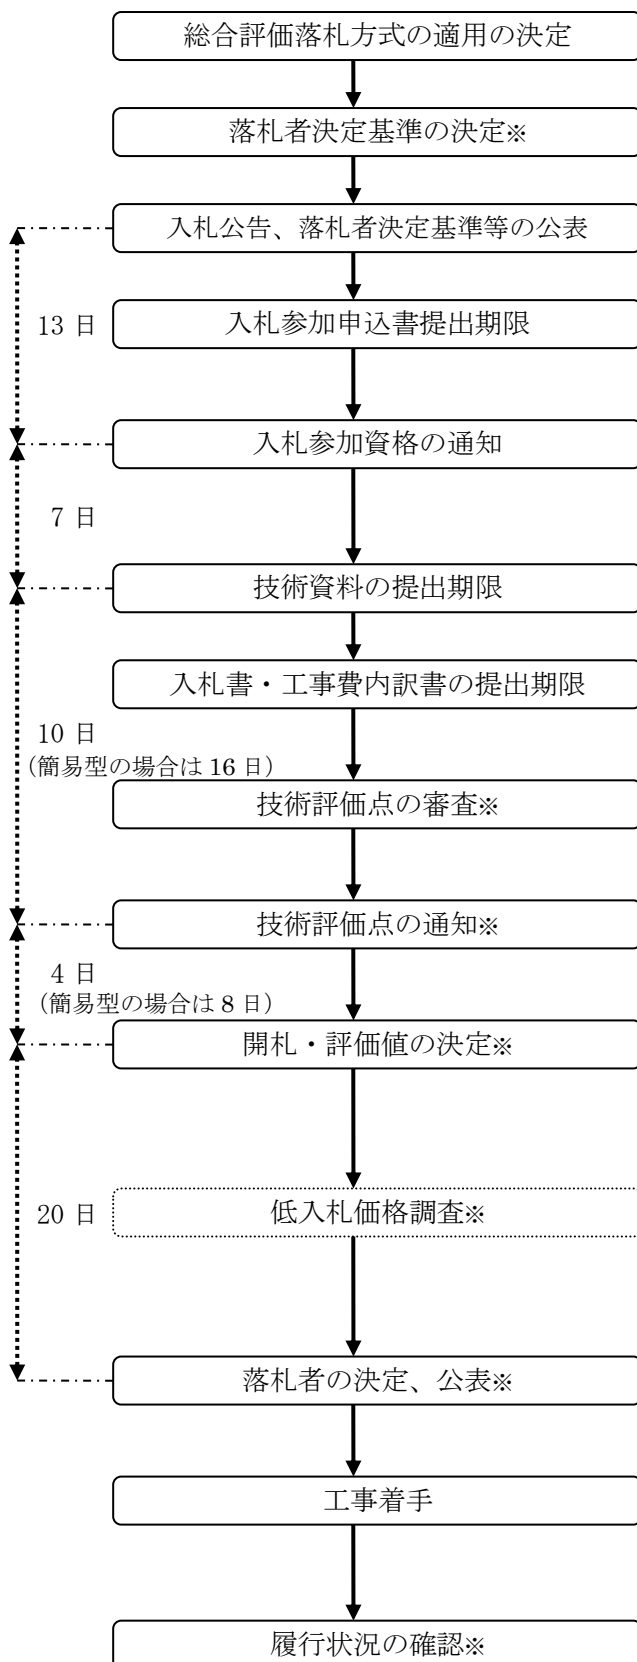 総合評価落札方式の適用の決定
落札者決定基準の決定※
入札公告、落札者決定基準等の公表
13 日
入札参加申込書提出期限
入札参加資格の通知
7 日
技術資料の提出期限
入札書・工事費内訳書の提出期限
10 日
（簡易型の場合は 16 日）
技術評価点の審査※
技術評価点の通知※
4 日
（簡易型の場合は 8 日）
開札・評価値の決定※
20 日
低入札価格調査※
落札者の決定、公表※
工事着手
履行状況の確認※